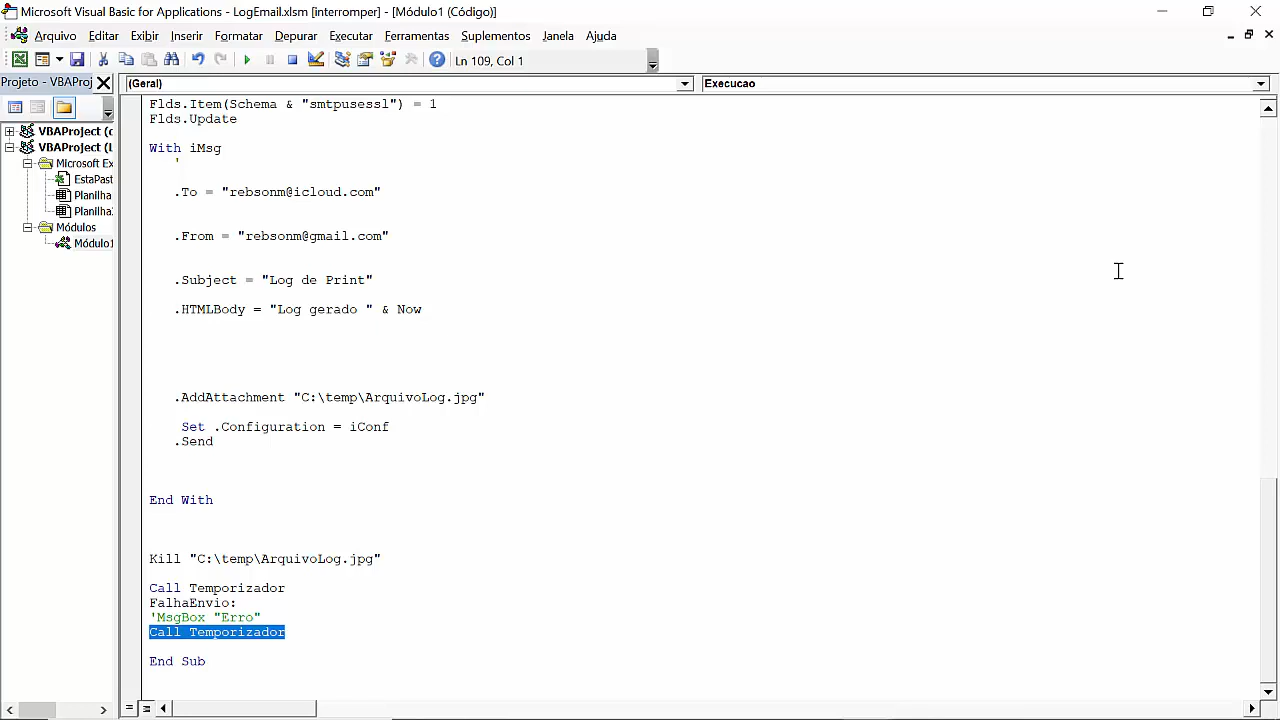 Microsoft Visual Basic for Applications - LogEmail.xlsm [interromper] - [Módulo1 (Código)]
Arquivo Editar Exibir Inserir Formatar Depurar Executar Ferramentas Suplementos Janela Ajuda
Ln 109, Col 1
Projeto - VBAProj
(Geral)
Execucao
VBAProject (
VBAProject (
Microsoft Ex
EstaPast
Planilha
Planilha
Módulos
Módulo1
Flds.Item(Schema & "smtpusessl") = 1
Flds.Update
With iMsg
'
.To = "rebsonm@icloud.com"
.From = "rebsonm@gmail.com"
.Subject = "Log de Print"
.HTMLBody = "Log gerado " & Now
.AddAttachment "C:\temp\ArquivoLog.jpg"
Set .Configuration = iConf
.Send
End With
Kill "C:\temp\ArquivoLog.jpg"
Call Temporizador
FalhaEnvio:
'MsgBox "Erro"
Call Temporizador
End Sub